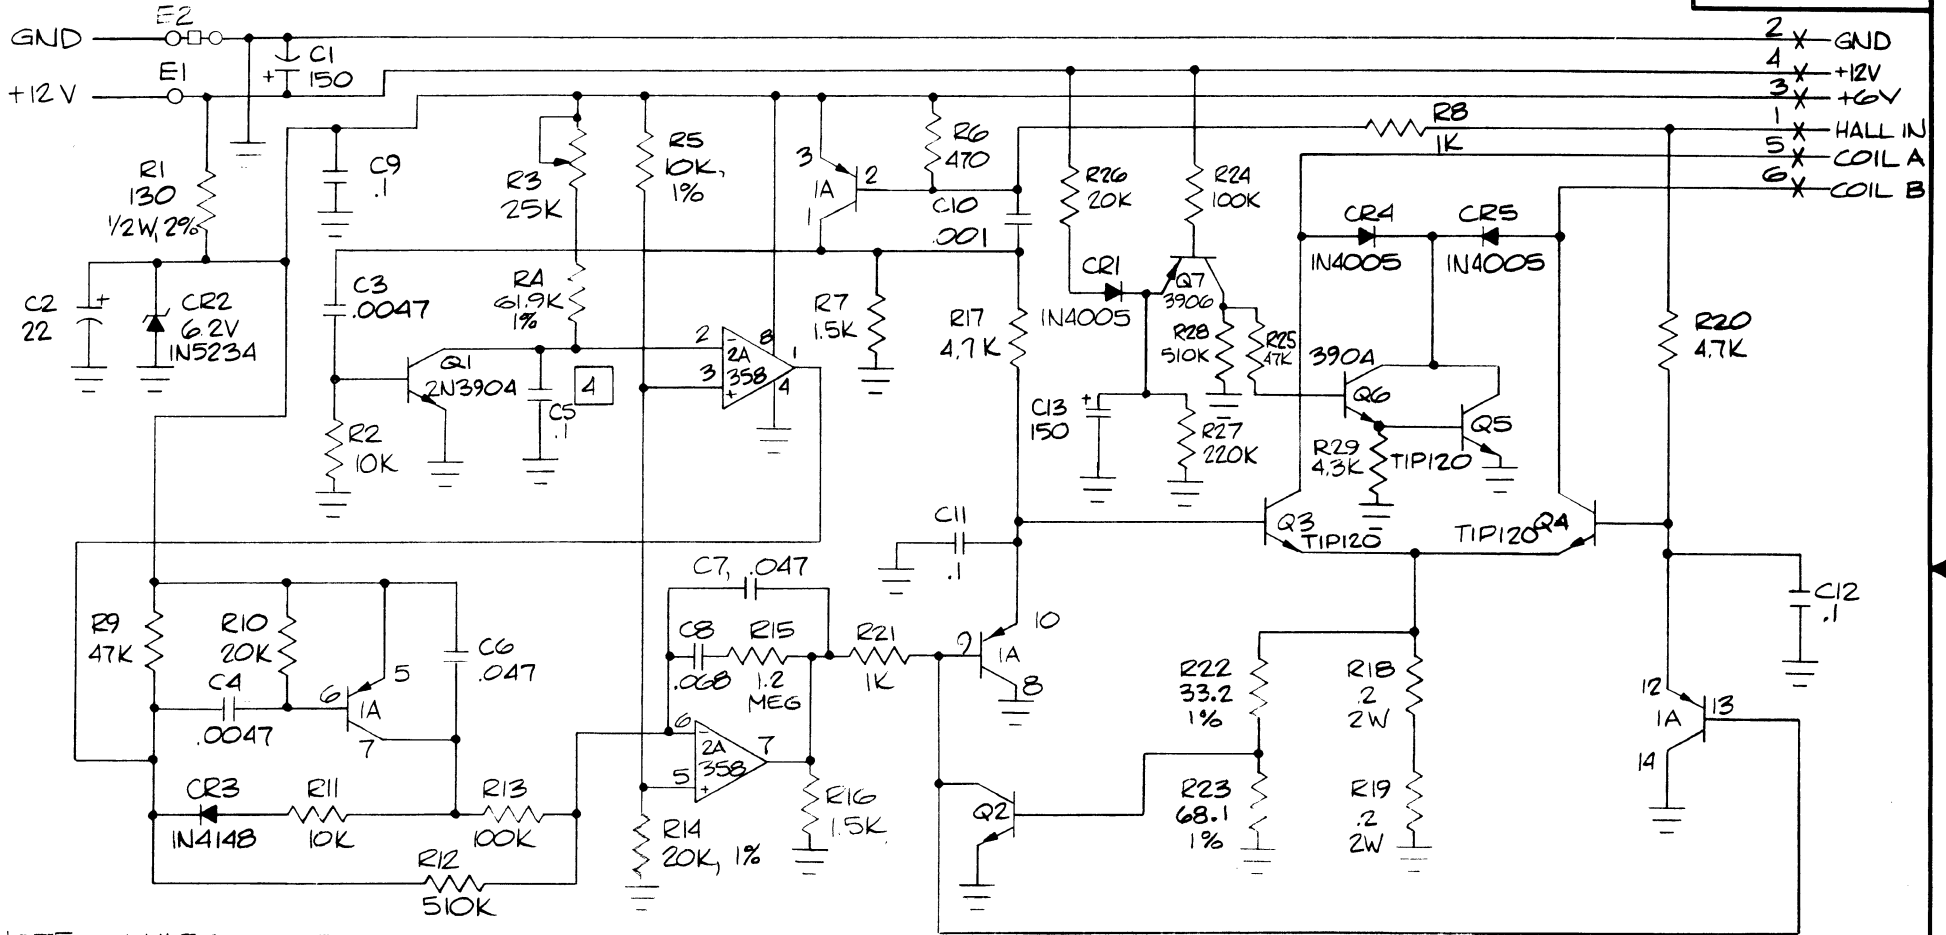 E2
GND
C1
+ 150
E1
+12V
2 GND
4 +12V
3 +6V
1 HALL IN
5 COIL A
6 COIL B
R8
1K
R1
130
1/2W, 2%
C9
.1
R3
25K
R5
10K,
1%
3
1A
2
1
R6
470
C10
.001
R26
20K
R24
100K
CR4
1N4005
CR5
1N4005
C2
22
+
CR2
6.2V
1N5234
C3
.0047
R4
61.9K
1%
R7
1.5K
R17
4.7K
CR1
1N4005
Q7
3906
R28
510K
R25
47K
R20
4.7K
Q1
2N3904
4
C5
.1
2
3
-
2A
358
+
8
1
4
3904
Q6
Q5
TIP120
R29
4.3K
R2
10K
C13
150
+
R27
220K
C11
.1
Q3
TIP120
Q4
TIP120
C7, .047
R9
47K
R10
20K
C4
.0047
6
5
1A
7
C6
.047
C8
.068
R15
1.2
MEG
R21
1K
9
10
1A
8
R22
33.2
1%
R18
.2
2W
C12
.1
12
13
1A
14
6
5
-
2A
358
+
7
CR3
1N4148
R11
10K
R13
100K
R14
20K, 1%
R16
1.5K
Q2
R23
68.1
1%
R19
.2
2W
R12
510K